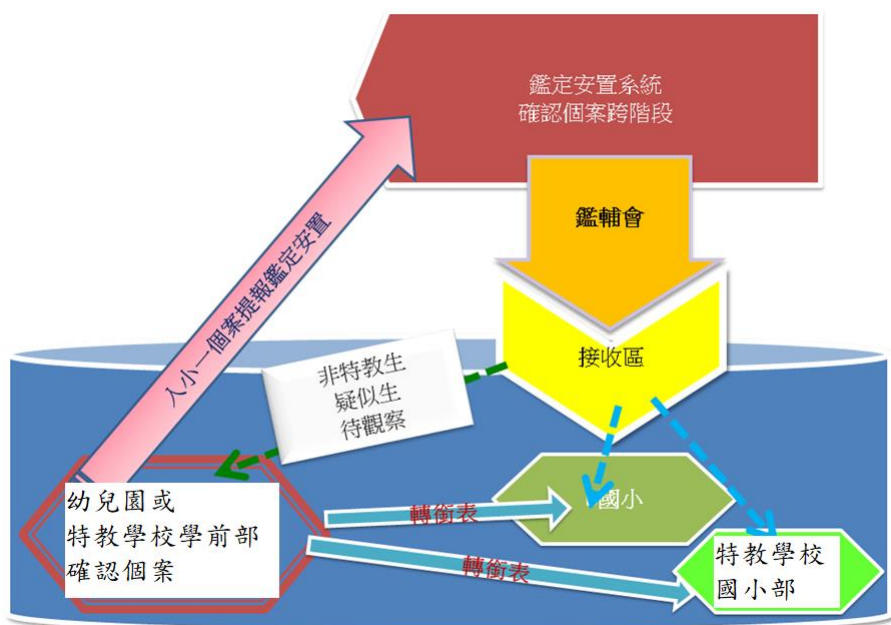 鑑定安置系統
確認個案跨階段
鑑輔會
入小一個案提報鑑定安置
接收區
非特教生
疑似生
待觀察
幼兒園或
特教學校學前部
確認個案
轉銜表
國小
轉銜表
特教學校
國小部